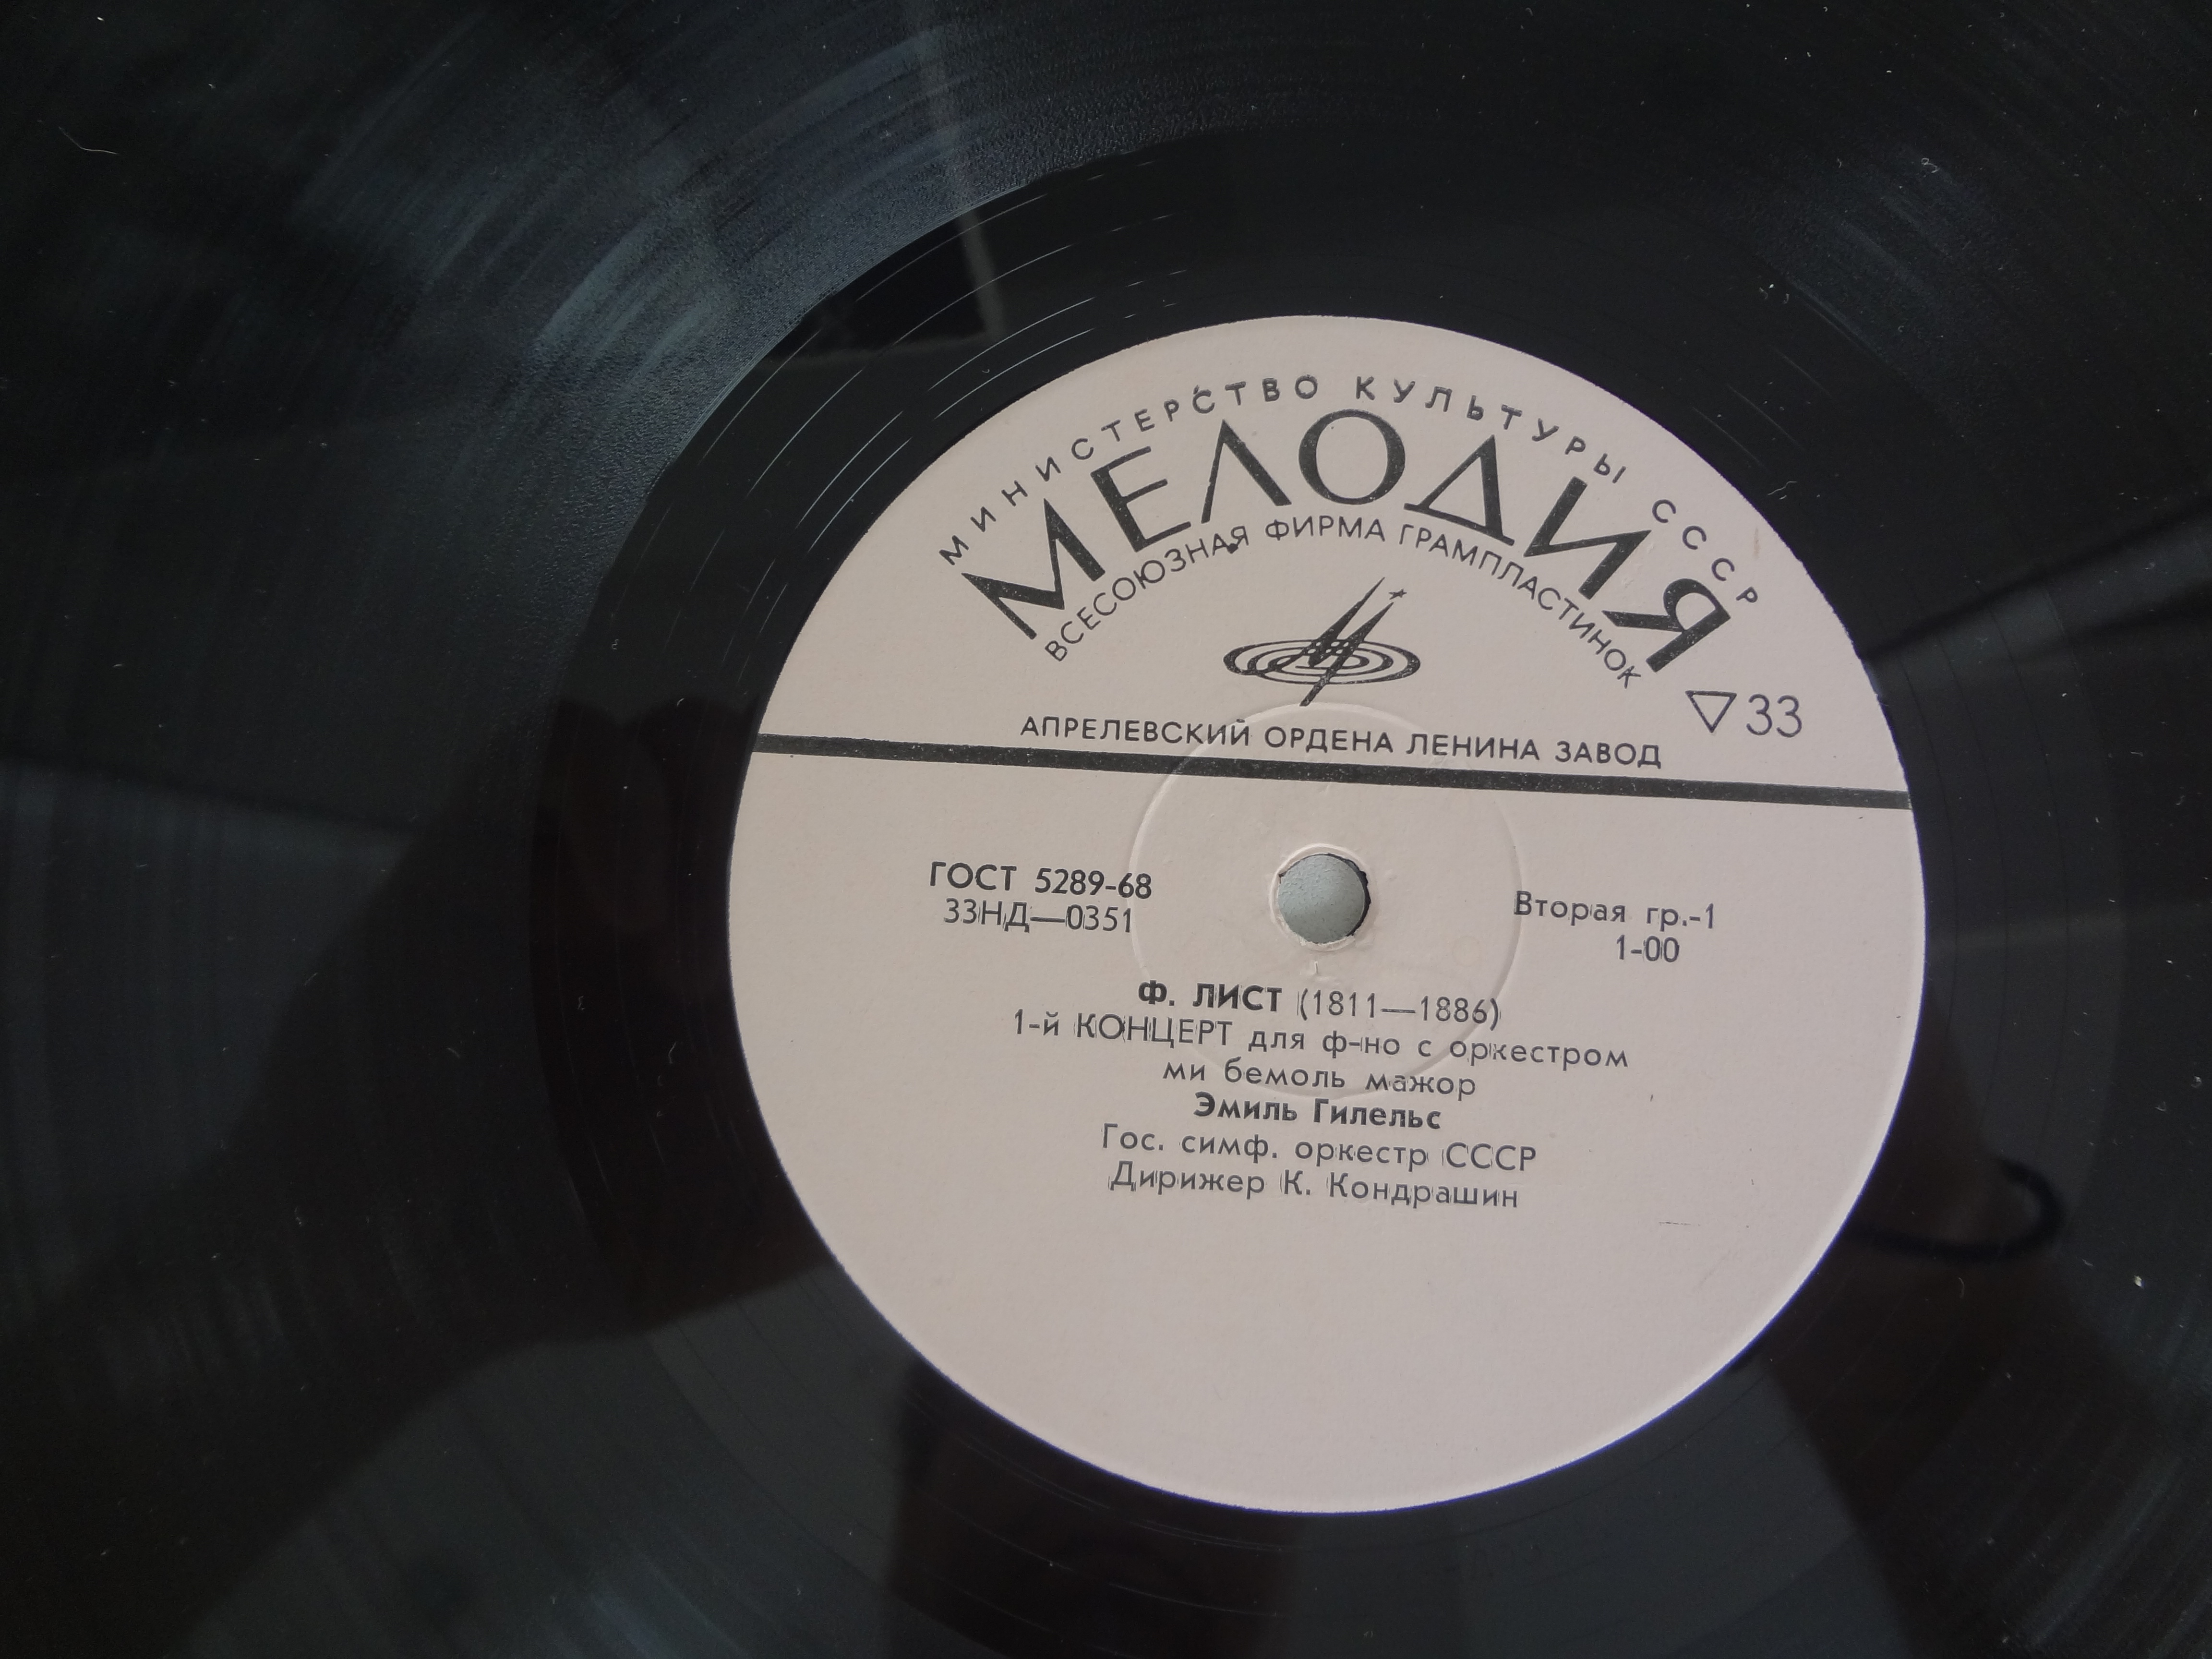 МИНИСТЕРСТВО КУЛЬТУРЫ СССР
МЕЛОДИЯ
ВСЕСОЮЗНАЯ ФИРМА ГРАМПЛАСТИНОК
▽33
АПРЕЛЕВСКИЙ ОРДЕНА ЛЕНИНА ЗАВОД
ГОСТ 5289-68
33НД—0351
Вторая гр.-1
1-00
Ф. ЛИСТ (1811—1886)
1-й КОНЦЕРТ для ф-но с оркестром
ми бемоль мажор
Эмиль Гилельс
Гос. симф. оркестр СССР
Дирижер К. Кондрашин